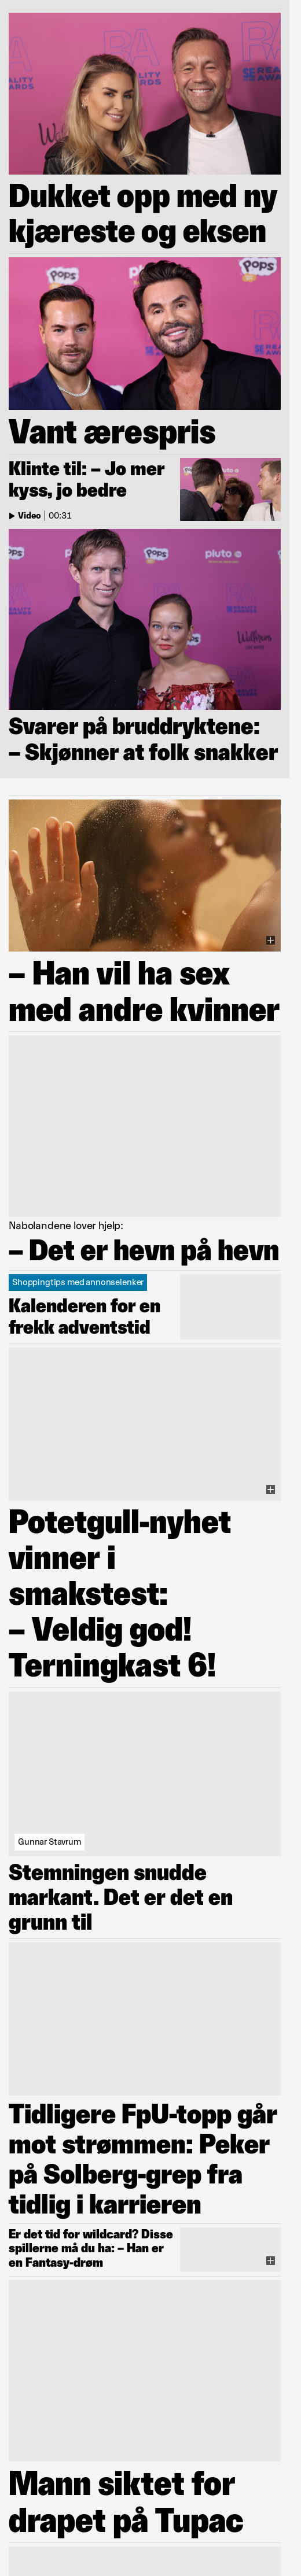 Dukket opp med ny
kjæreste og eksen
Vant ærespris
Klinte til: – Jo mer
kyss, jo bedre
Video | 00:31
Svarer på bruddryktene:
– Skjønner at folk snakker
– Han vil ha sex
med andre kvinner
Nabolandene lover hjelp:
– Det er hevn på hevn
Shoppingtips med annonselenker
Kalenderen for en
frekk adventstid
Potetgull-nyhet
vinner i
smakstest:
– Veldig god!
Terningkast 6!
Gunnar Stavrum
Stemningen snudde
markant. Det er det en
grunn til
Tidligere FpU-topp går
mot strømmen: Peker
på Solberg-grep fra
tidlig i karrieren
Er det tid for wildcard? Disse
spillerne må du ha: – Han er
en Fantasy-drøm
Mann siktet for
drapet på Tupac